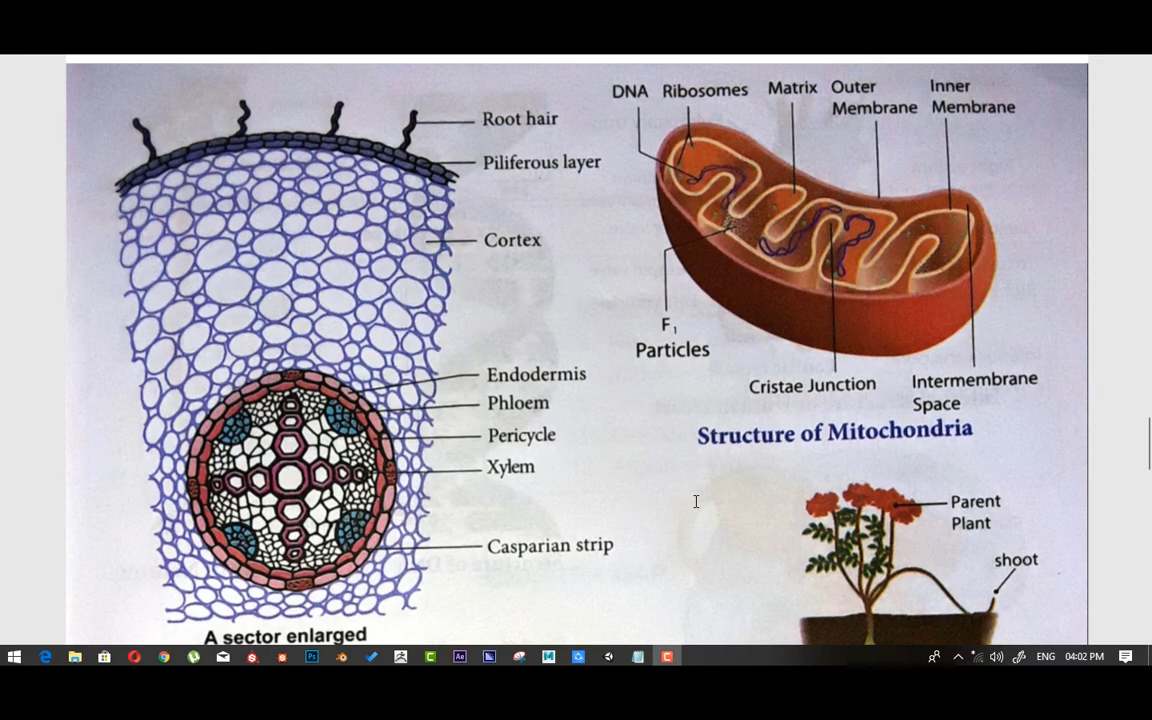 Root hair
Piliferous layer
Cortex
Endodermis
Phloem
Pericycle
Xylem
Casparian strip
A sector enlarged
DNA Ribosomes Matrix Outer Membrane Inner Membrane
F1 Particles
Cristae Junction
Intermembrane Space
Structure of Mitochondria
Parent Plant
shoot
ENG 04:02 PM